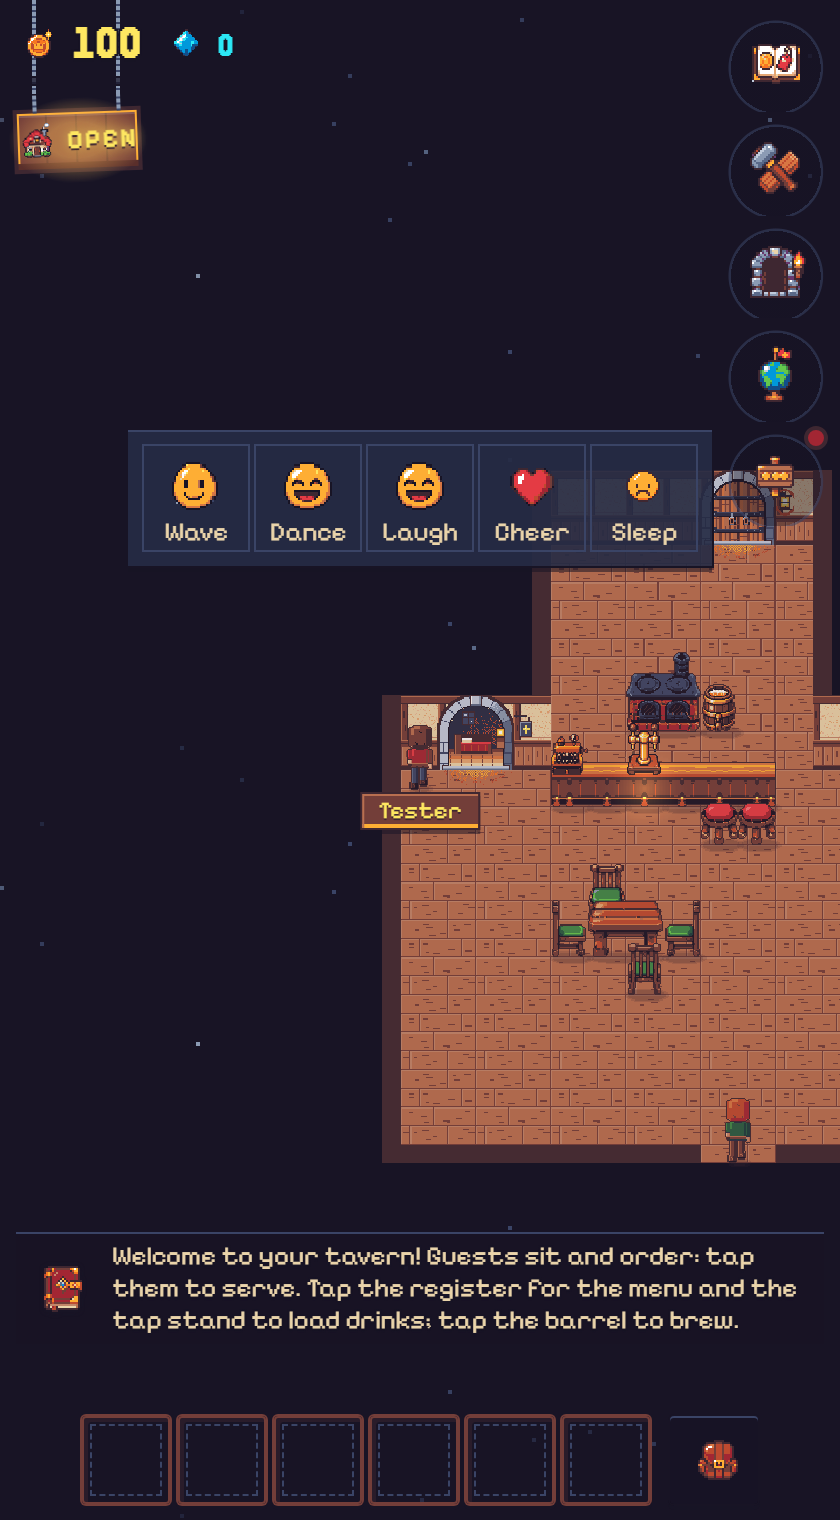 100 0
OPEN
Wave Dance Laugh Cheer Sleep
Tester
Welcome to your tavern! Guests sit and order: tap
them to serve. Tap the register for the menu and the
tap stand to load drinks; tap the barrel to brew.